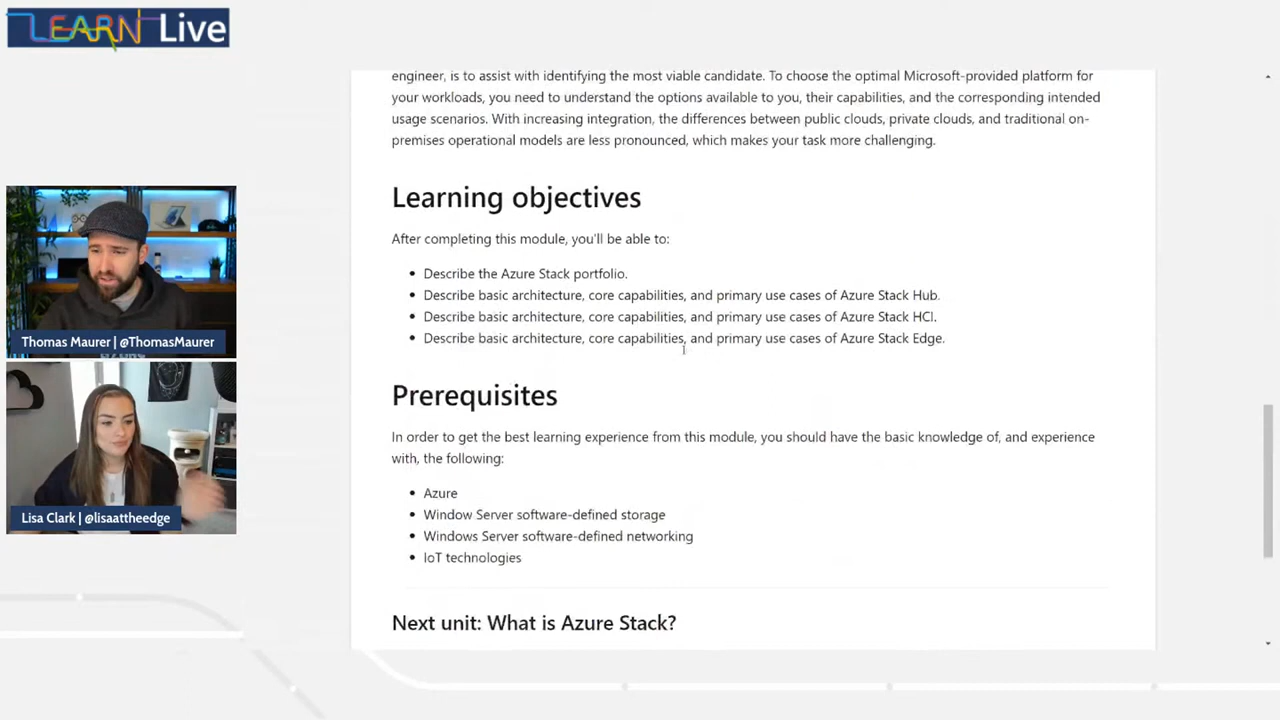 LEARN Live
engineer, is to assist with identifying the most viable candidate. To choose the optimal Microsoft-provided platform for
your workloads, you need to understand the options available to you, their capabilities, and the corresponding intended
usage scenarios. With increasing integration, the differences between public clouds, private clouds, and traditional on-
premises operational models are less pronounced, which makes your task more challenging.
Learning objectives
After completing this module, you'll be able to:
• Describe the Azure Stack portfolio.
• Describe basic architecture, core capabilities, and primary use cases of Azure Stack Hub.
• Describe basic architecture, core capabilities, and primary use cases of Azure Stack HCI.
• Describe basic architecture, core capabilities, and primary use cases of Azure Stack Edge.
Thomas Maurer | @ThomasMaurer
Prerequisites
In order to get the best learning experience from this module, you should have the basic knowledge of, and experience
with, the following:
• Azure
• Window Server software-defined storage
• Windows Server software-defined networking
• IoT technologies
Lisa Clark | @lisaattheedge
Next unit: What is Azure Stack?